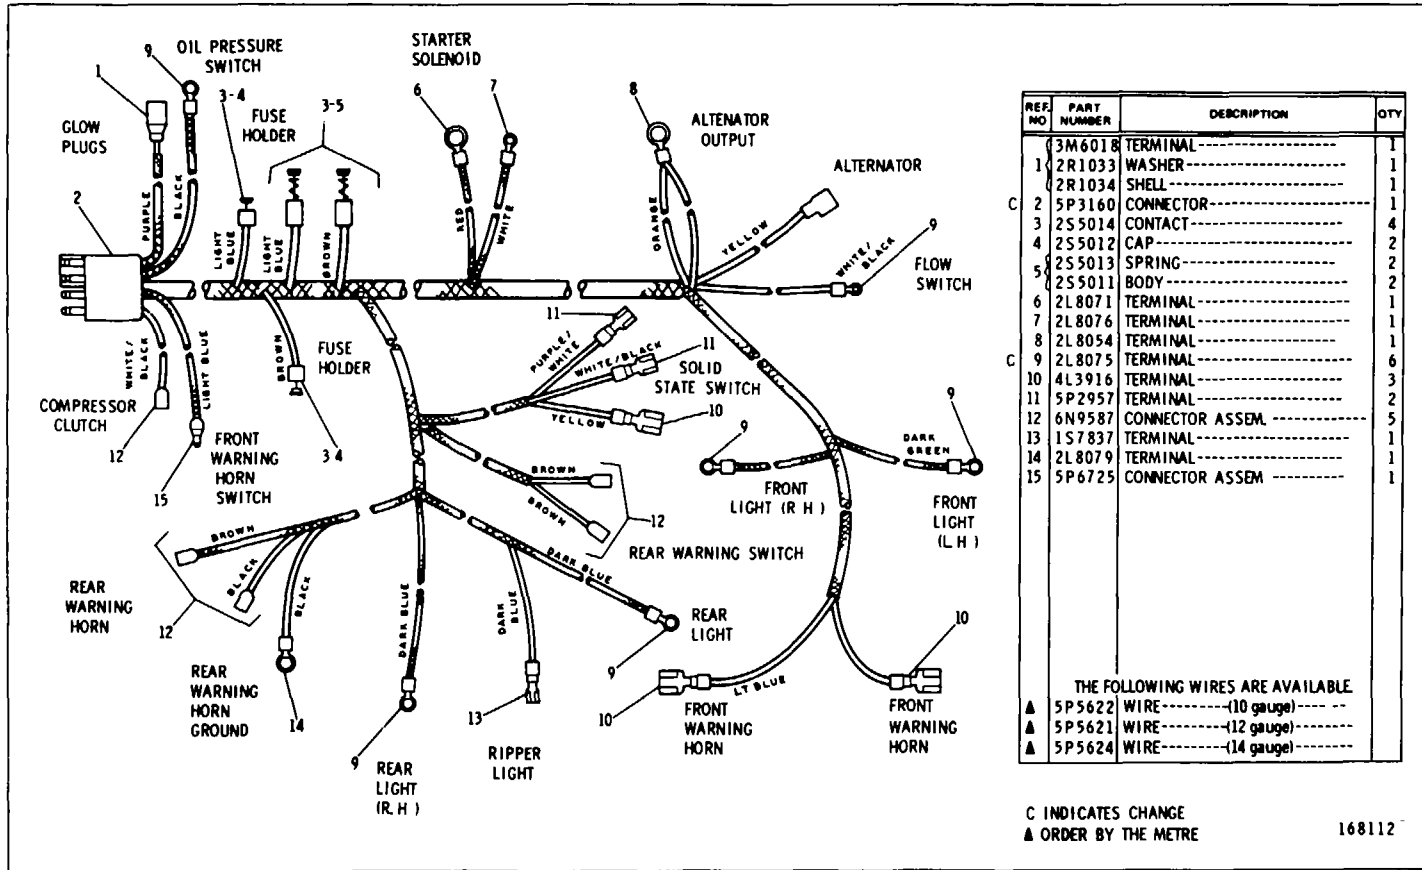 9
OIL PRESSURE
SWITCH
1
GLOW
PLUGS
2
PURPLE
BLACK
3-4
FUSE
HOLDER
3-5
LIGHT
BLUE
LIGHT
BLUE
BROWN
STARTER
SOLENOID
6
7
RED
WHITE
8
ALTENATOR
OUTPUT
ORANGE
ALTERNATOR
YELLOW
WHITE/
BLACK
9
FLOW
SWITCH
WHITE/
BLACK
LIGHT BLUE
COMPRESSOR
CLUTCH
12
15
FRONT
WARNING
HORN
SWITCH
BROWN
FUSE
HOLDER
3 4
11
PURPLE/
WHITE
WHITE/BLACK
11
SOLID
STATE SWITCH
YELLOW
10
BROWN
BROWN
12
REAR WARNING SWITCH
9
FRONT
LIGHT (R H )
DARK
GREEN
9
FRONT
LIGHT
(L H )
BROWN
BLACK
BLACK
REAR
WARNING
HORN
12
REAR
WARNING
HORN
GROUND
14
DARK BLUE
9
REAR
LIGHT
(R. H )
DARK
BLUE
13
RIPPER
LIGHT
DARK BLUE
REAR
LIGHT
9
10
LT BLUE
FRONT
WARNING
HORN
10
FRONT
WARNING
HORN
REF. NO PART NUMBER DESCRIPTION QTY
3M6018 TERMINAL 1
1 2R1033 WASHER 1
2R1034 SHELL 1
C 2 5P3160 CONNECTOR 1
3 2S5014 CONTACT 4
4 2S5012 CAP 2
2S5013 SPRING 2
5 2S5011 BODY 2
6 2L8071 TERMINAL 1
7 2L8076 TERMINAL 1
8 2L8054 TERMINAL 1
C 9 2L8075 TERMINAL 6
10 4L3916 TERMINAL 3
11 5P2957 TERMINAL 2
12 6N9587 CONNECTOR ASSEM. 5
13 1S7837 TERMINAL 1
14 2L8079 TERMINAL 1
15 5P6725 CONNECTOR ASSEM 1
THE FOLLOWING WIRES ARE AVAILABLE.
▲ 5P5622 WIRE (10 gauge)
▲ 5P5621 WIRE (12 gauge)
▲ 5P5624 WIRE (14 gauge)
C INDICATES CHANGE
▲ ORDER BY THE METRE
168112